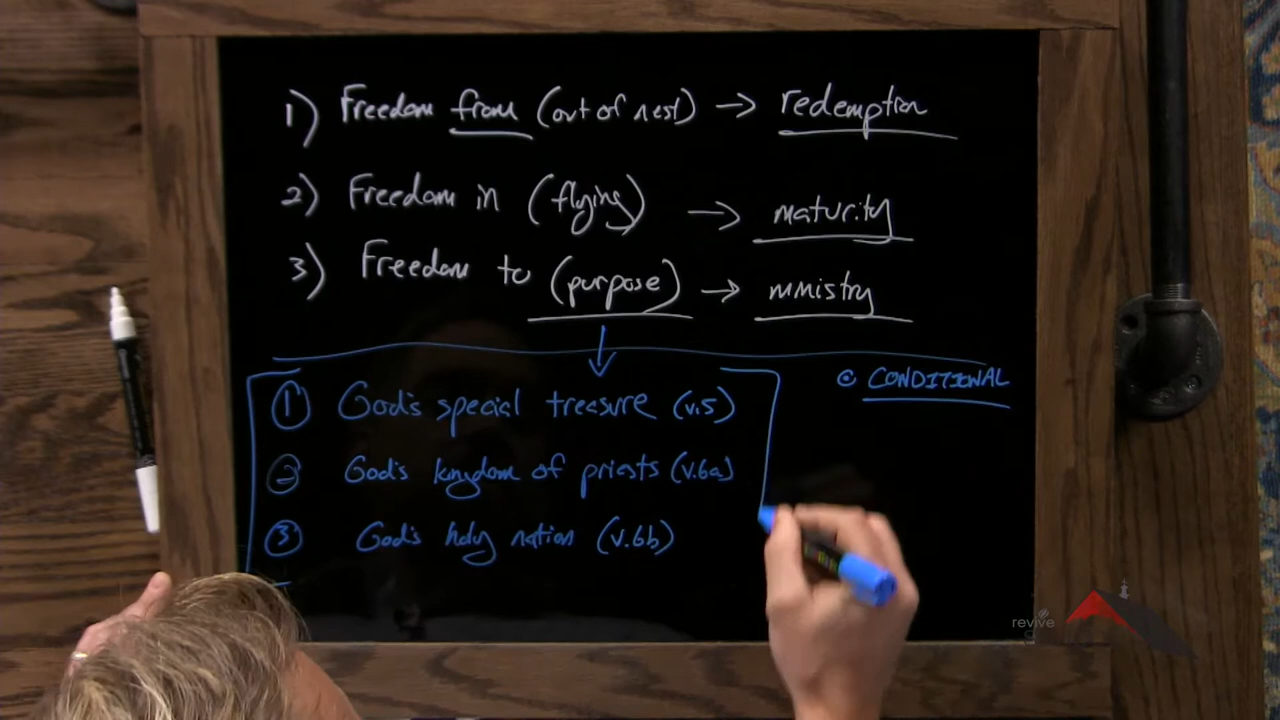 1) Freedom from (out of nest) → redemption
2) Freedom in (flying) → maturity
3) Freedom to (purpose) → mnistry
① God's special treasure (v.5)
② God's kingdom of priests (v.6a)
③ God's holy nation (v.6b)
CONDITIONAL
revive